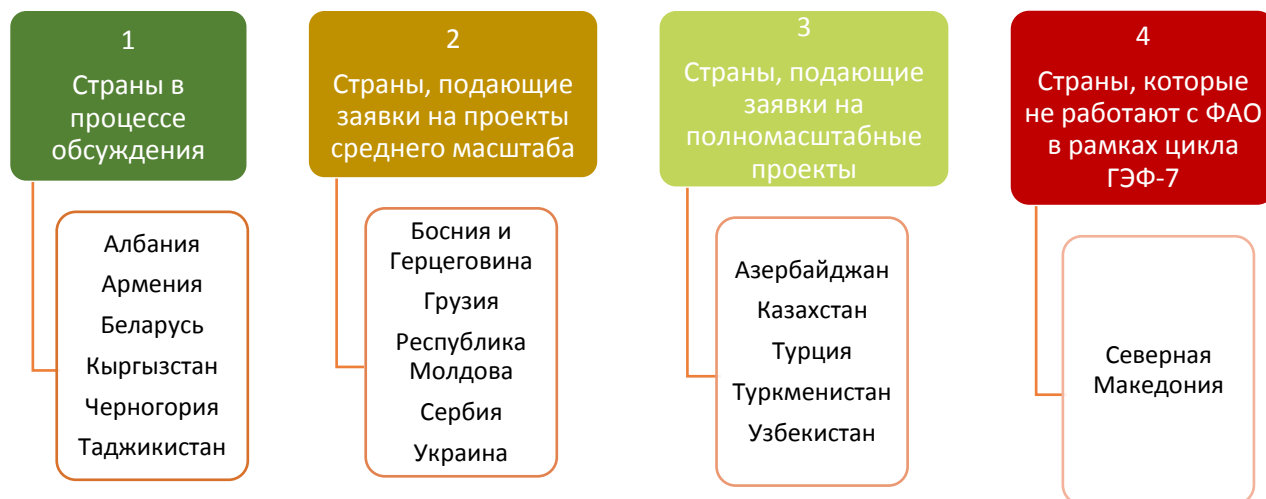 1
Страны в
процессе
обсуждения
Албания
Армения
Беларусь
Кыргызстан
Черногория
Таджикистан
2
Страны, подающие
заявки на проекты
среднего масштаба
Босния и
Герцеговина
Грузия
Республика
Молдова
Сербия
Украина
3
Страны, подающие
заявки на
полномасштабные
проекты
Азербайджан
Казахстан
Турция
Туркменистан
Узбекистан
4
Страны, которые
не работают с ФАО
в рамках цикла
ГЭФ-7
Северная
Македония